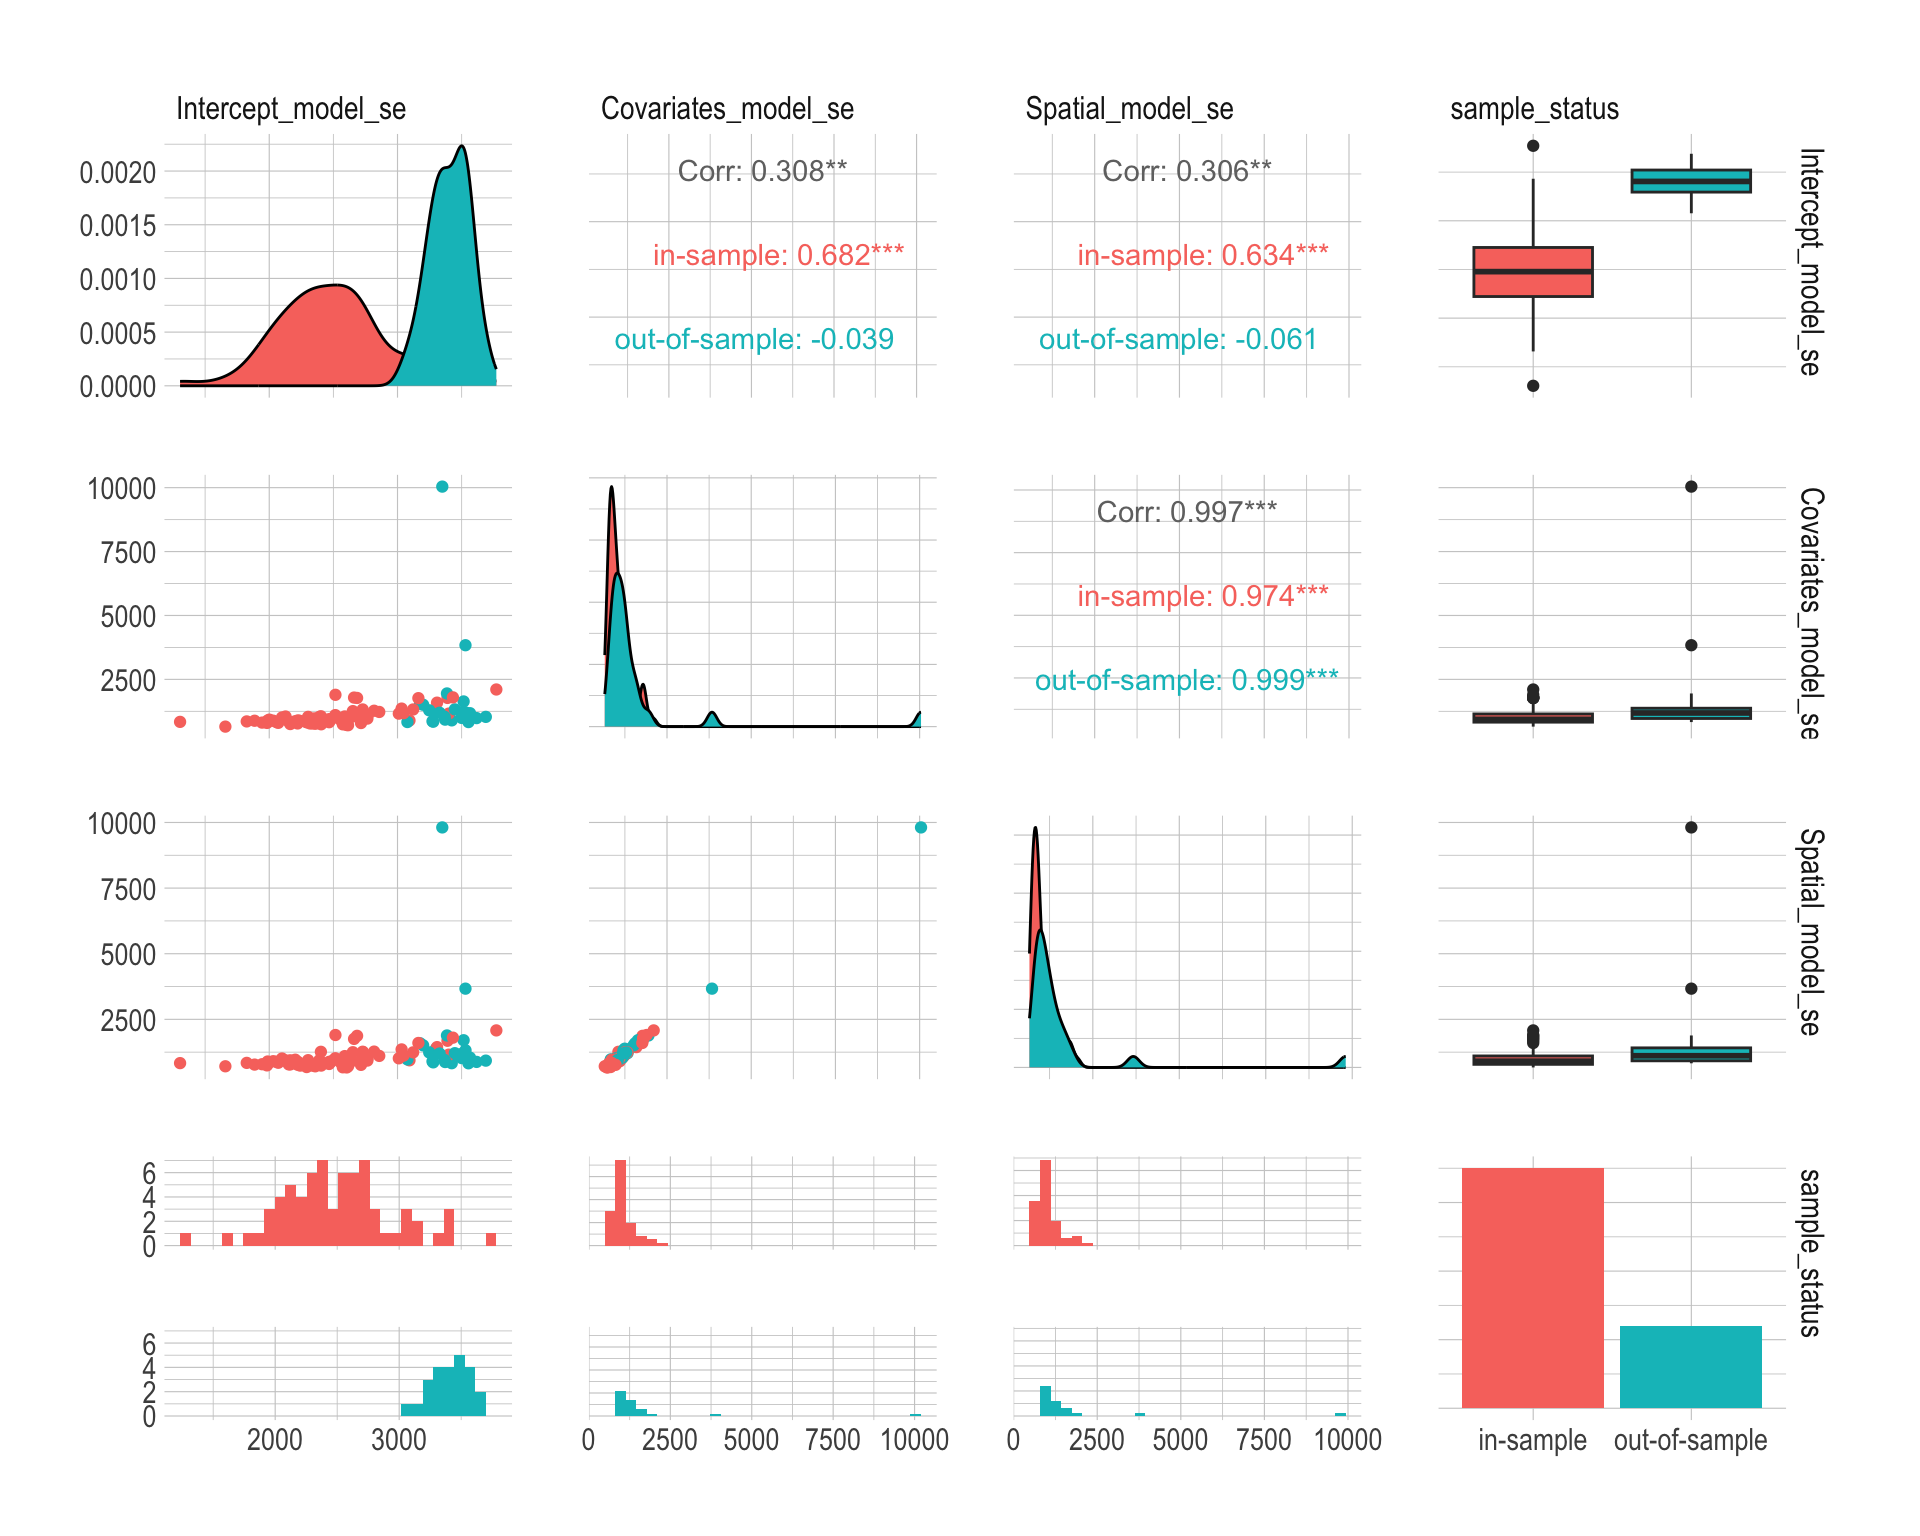 Intercept_model_se
Covariates_model_se
Spatial_model_se
sample_status
0.0020
0.0015
0.0010
0.0005
0.0000
Corr: 0.308**
in-sample: 0.682***
out-of-sample: -0.039
Corr: 0.306**
in-sample: 0.634***
out-of-sample: -0.061
Intercept_model_se
10000
7500
5000
2500
Corr: 0.997***
in-sample: 0.974***
out-of-sample: 0.999***
Covariates_model_se
10000
7500
5000
2500
Spatial_model_se
6
4
2
0
6
4
2
0
sample_status
2000 3000
0 2500 5000 7500 10000
0 2500 5000 7500 10000
in-sample out-of-sample